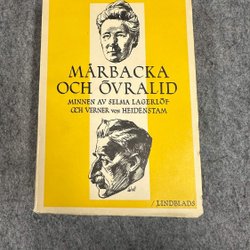 MÅRBACKA
OCH ÖVRALID
MINNEN AV SELMA LAGERLÖF
OCH VERNER VON HEIDENSTAM
/ LINDBLADS